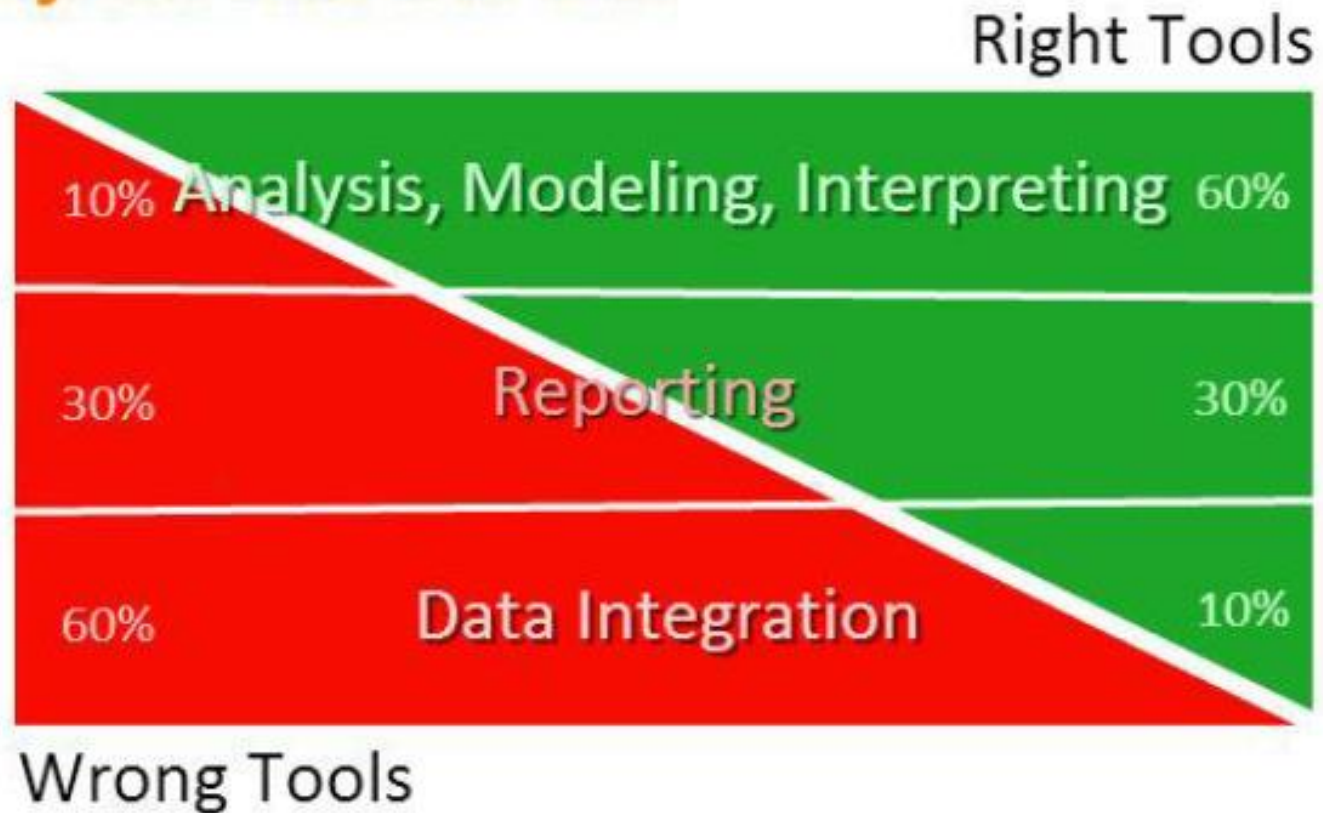 Right Tools
10% Analysis, Modeling, Interpreting 60%
30% Reporting 30%
60% Data Integration 10%
Wrong Tools